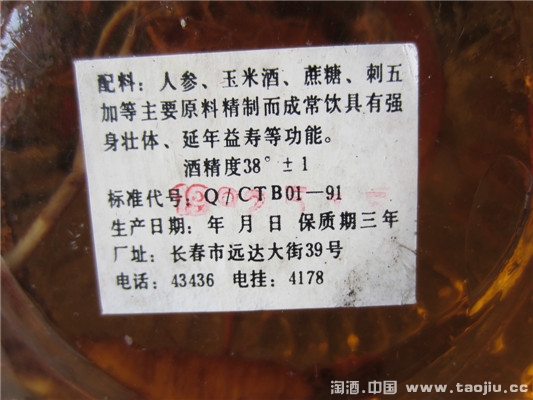 配料：人参、玉米酒、蔗糖、刺五
加等主要原料精制而成常饮具有强
身壮体、延年益寿等功能。
酒精度38°±1
标准代号：Q/CTB01—91
生产日期：年 月 日 保质期三年
厂址：长春市远达大街39号
电话：43436 电挂：4178
淘酒.中国 www.taojiu.cc